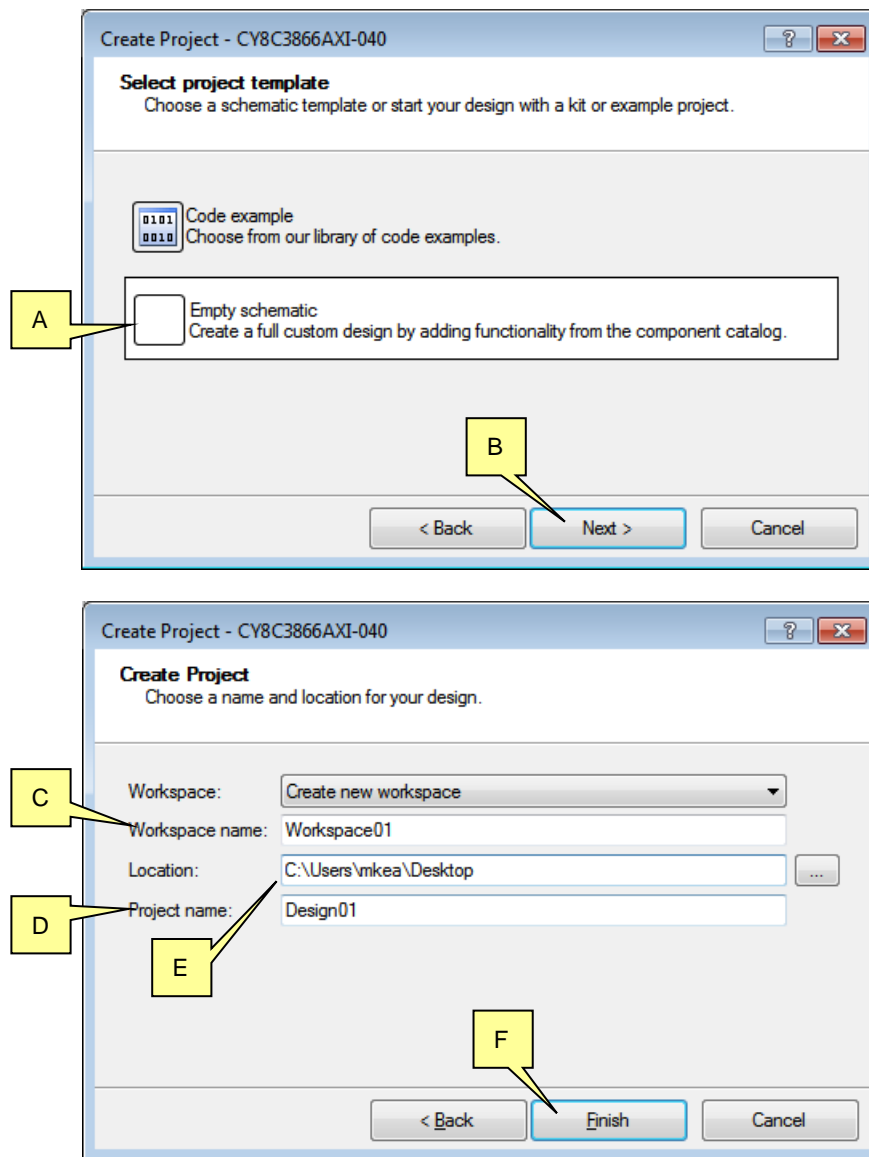 Create Project - CY8C3866AXI-040
Select project template
Choose a schematic template or start your design with a kit or example project.
0101
0010
Code example
Choose from our library of code examples.
A
Empty schematic
Create a full custom design by adding functionality from the component catalog.
B
< Back
Next >
Cancel
Create Project - CY8C3866AXI-040
Create Project
Choose a name and location for your design.
Workspace: Create new workspace
C
Workspace name: Workspace01
Location: C:\Users\mkea\Desktop ...
D
Project name: Design01
E
F
< Back
Finish
Cancel